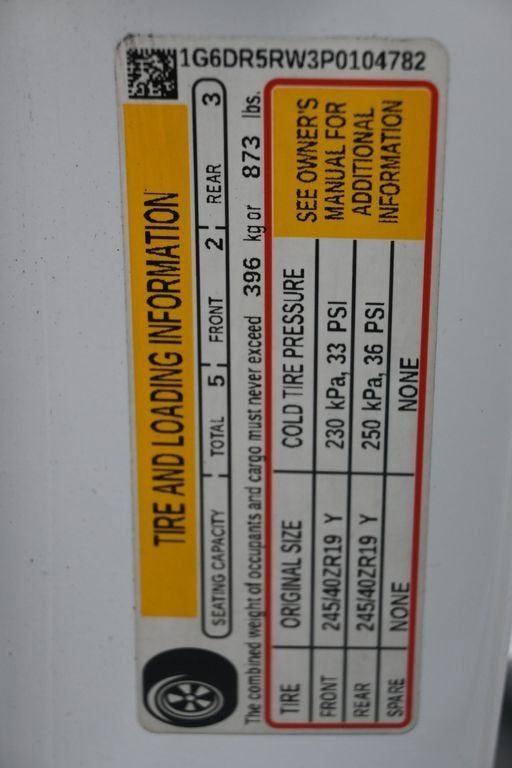 1G6DR5RW3P0104782
TIRE AND LOADING INFORMATION
SEATING CAPACITY TOTAL 5 FRONT 2 REAR 3
The combined weight of occupants and cargo must never exceed 396 kg or 873 lbs.
TIRE ORIGINAL SIZE COLD TIRE PRESSURE
FRONT 245/40ZR19 Y 230 kPa, 33 PSI
REAR 245/40ZR19 Y 250 kPa, 36 PSI
SPARE NONE NONE
SEE OWNER'S
MANUAL FOR
ADDITIONAL
INFORMATION